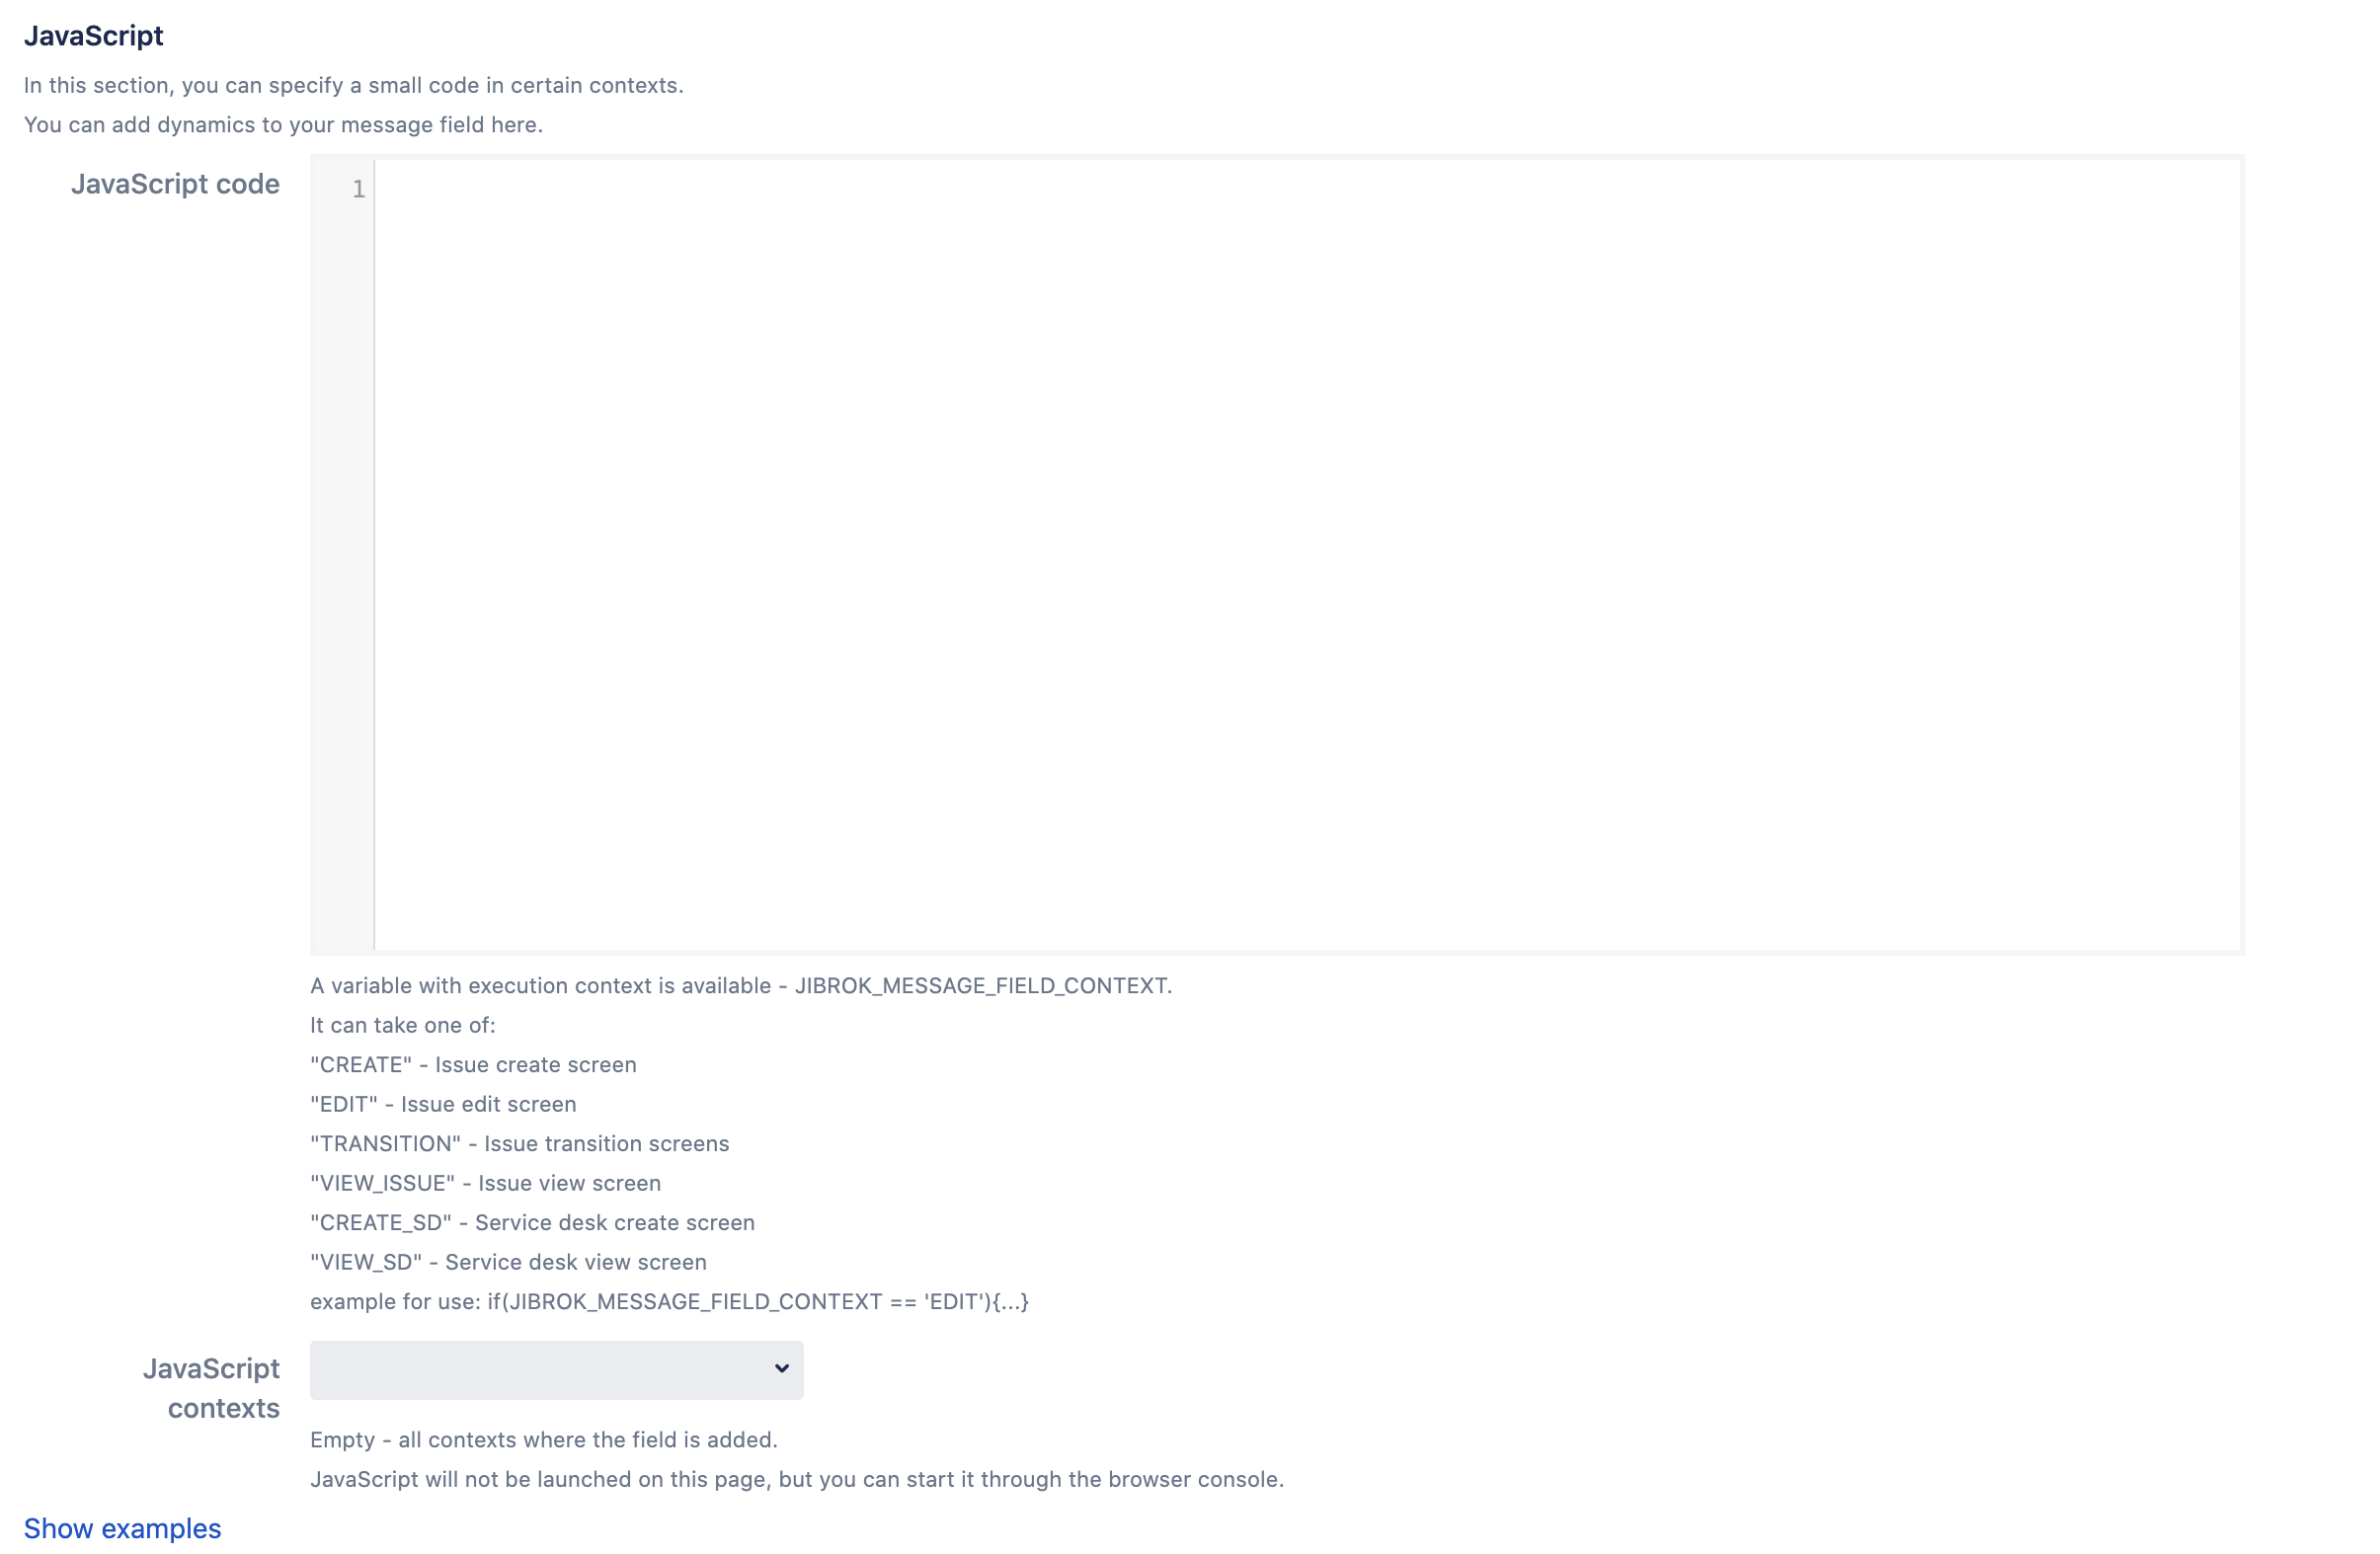 JavaScript
In this section, you can specify a small code in certain contexts.
You can add dynamics to your message field here.
JavaScript code
1
A variable with execution context is available - JIBROK_MESSAGE_FIELD_CONTEXT.
It can take one of:
"CREATE" - Issue create screen
"EDIT" - Issue edit screen
"TRANSITION" - Issue transition screens
"VIEW_ISSUE" - Issue view screen
"CREATE_SD" - Service desk create screen
"VIEW_SD" - Service desk view screen
example for use: if(JIBROK_MESSAGE_FIELD_CONTEXT == 'EDIT'){...}
JavaScript
contexts
Empty - all contexts where the field is added.
JavaScript will not be launched on this page, but you can start it through the browser console.
Show examples